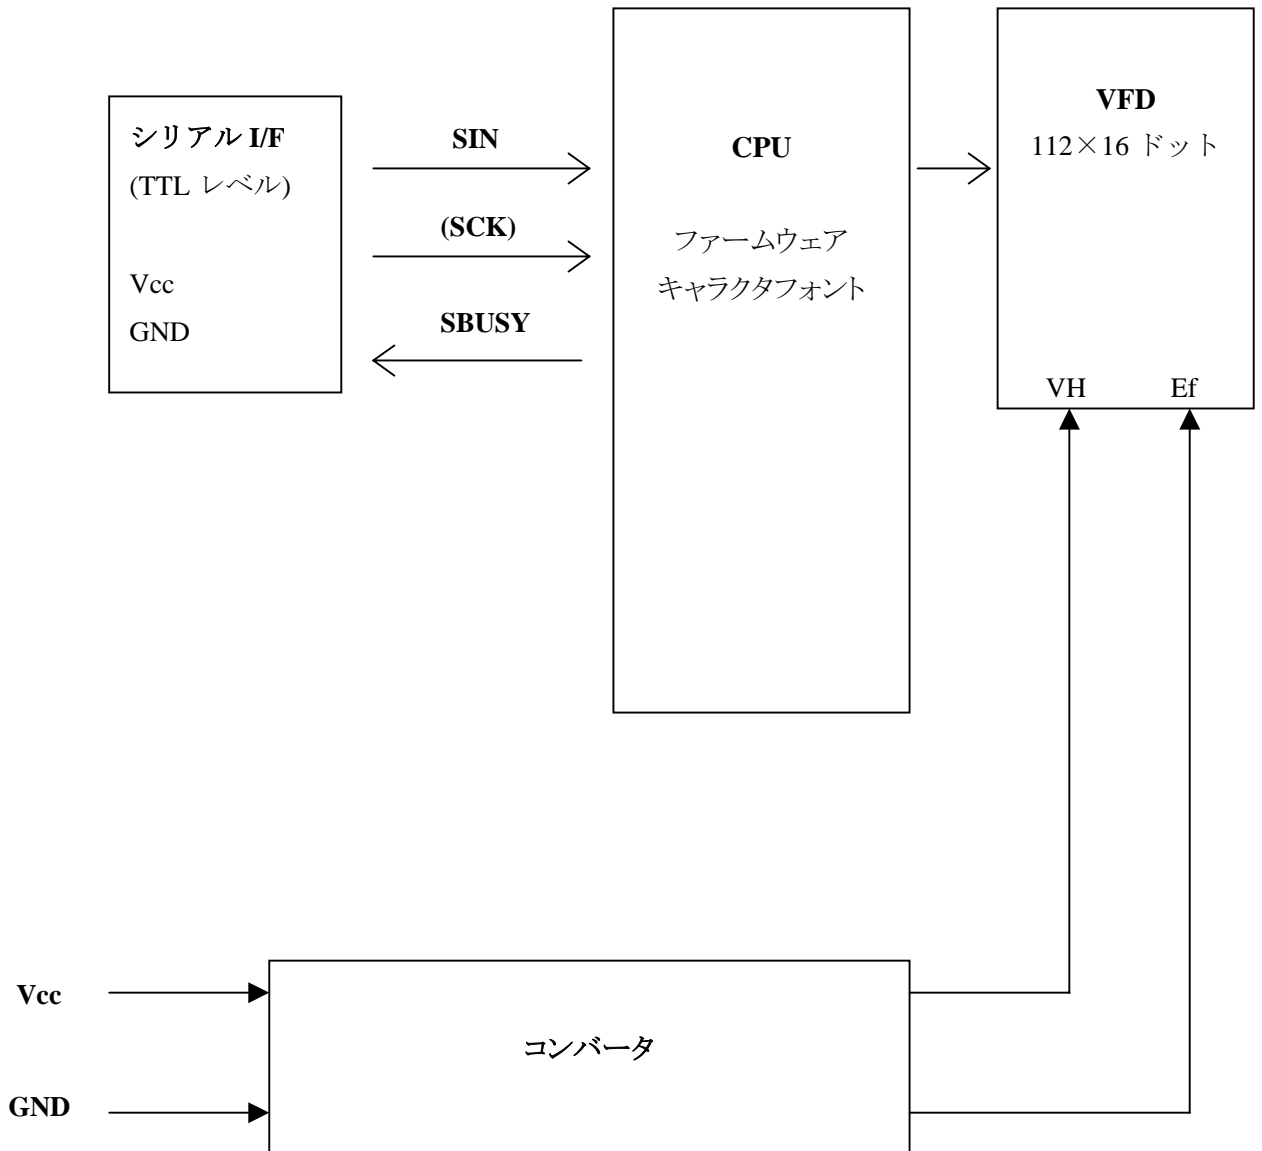 シリアル I/F
(TTL レベル)
Vcc
GND
SIN
(SCK)
SBUSY
CPU
ファームウェア
キャラクタフォント
VFD
112×16 ドット
VH Ef
Vcc
GND
コンバータ